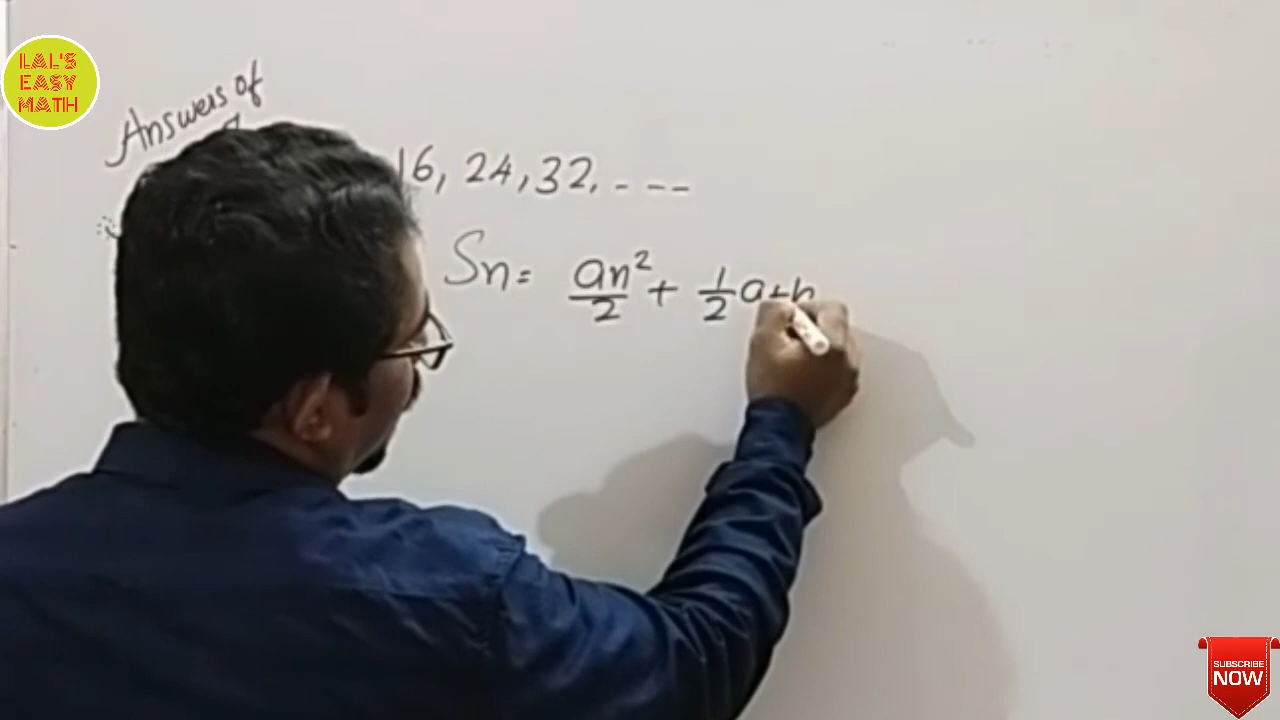 LAL'S
EASY
MATH
Answers of
16, 24, 32, - - -
Sn = an²/2 + 1/2 a + b
SUBSCRIBE
NOW